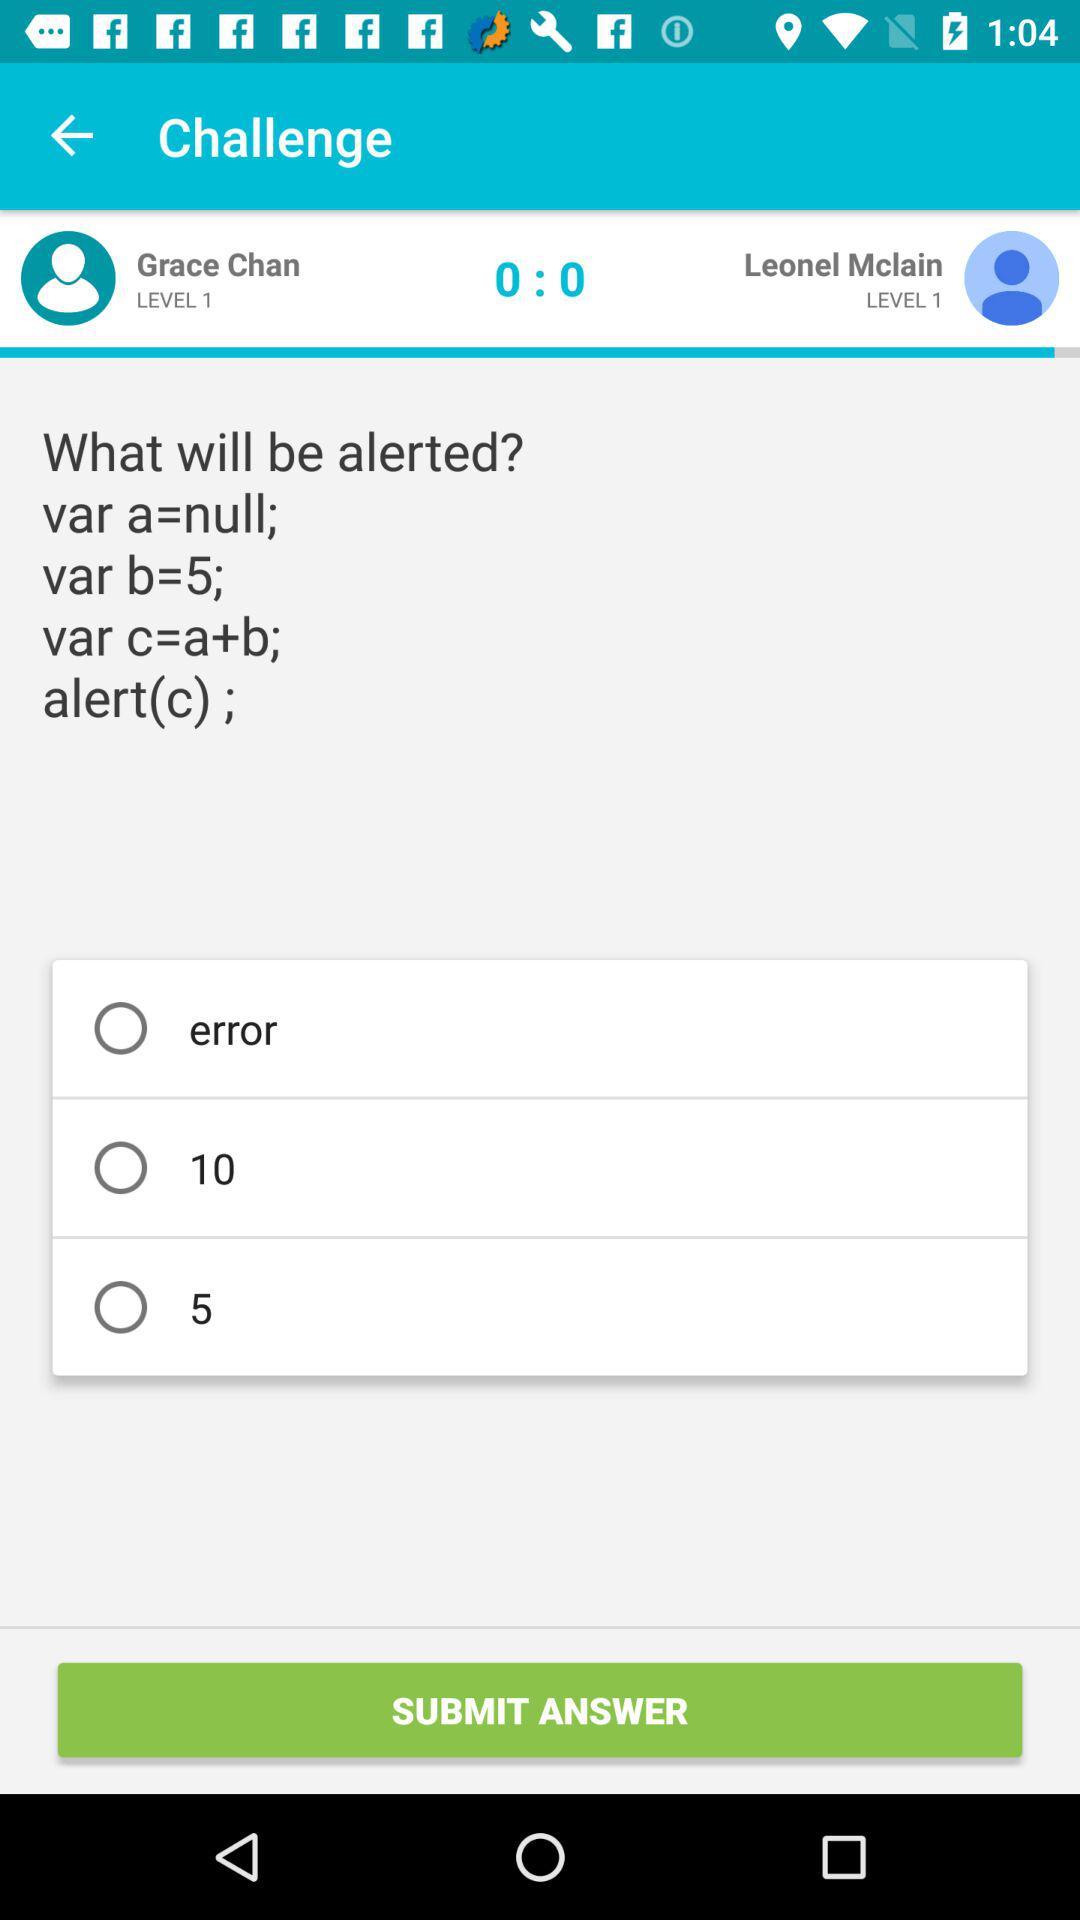 1:04
Challenge
Grace Chan
LEVEL 1
0 : 0
Leonel Mclain
LEVEL 1
What will be alerted?
var a=null;
var b=5;
var c=a+b;
alert(c) ;
error
10
5
SUBMIT ANSWER